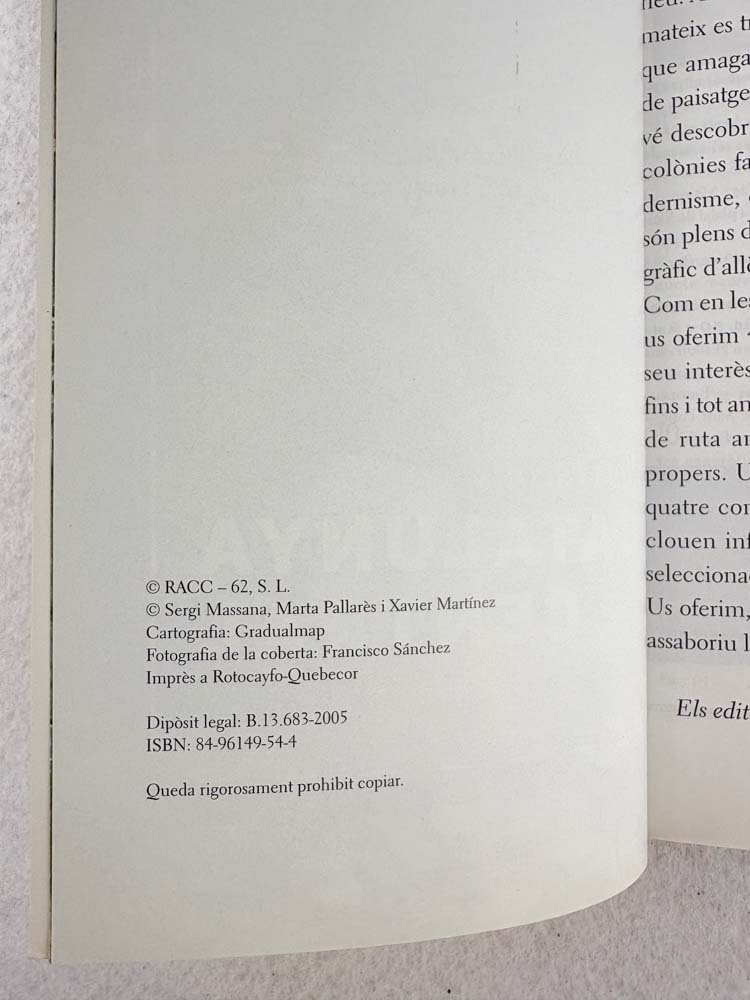 © RACC – 62, S. L.
© Sergi Massana, Marta Pallarès i Xavier Martínez
Cartografia: Gradualmap
Fotografia de la coberta: Francisco Sánchez
Imprès a Rotocayfo-Quebecor
Dipòsit legal: B.13.683-2005
ISBN: 84-96149-54-4
Queda rigorosament prohibit copiar.
mateix es
que amaga
de paisatge
vé descobr
colònies fa
dernisme,
són plens d
gràfic d'allò
Com en les
us oferim
seu interès
fins i tot an
de ruta
propers. U
quatre
clouen inf
selecciona
Us oferim,
assaboriu l
Els edit